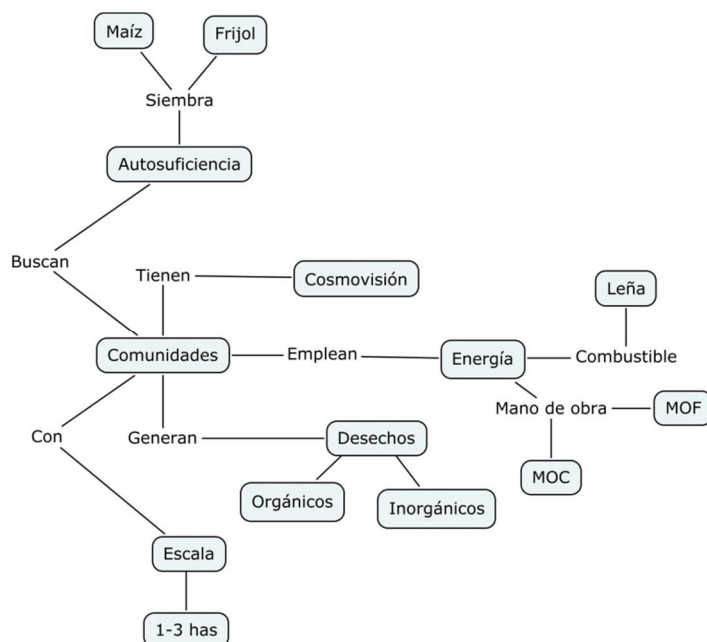 Maíz
Frijol
Siembra
Autosuficiencia
Buscan
Tienen
Cosmovisión
Leña
Comunidades
Emplean
Energía
Combustible
Mano de obra
MOF
Con
Generan
Desechos
MOC
Orgánicos
Inorgánicos
Escala
1-3 has